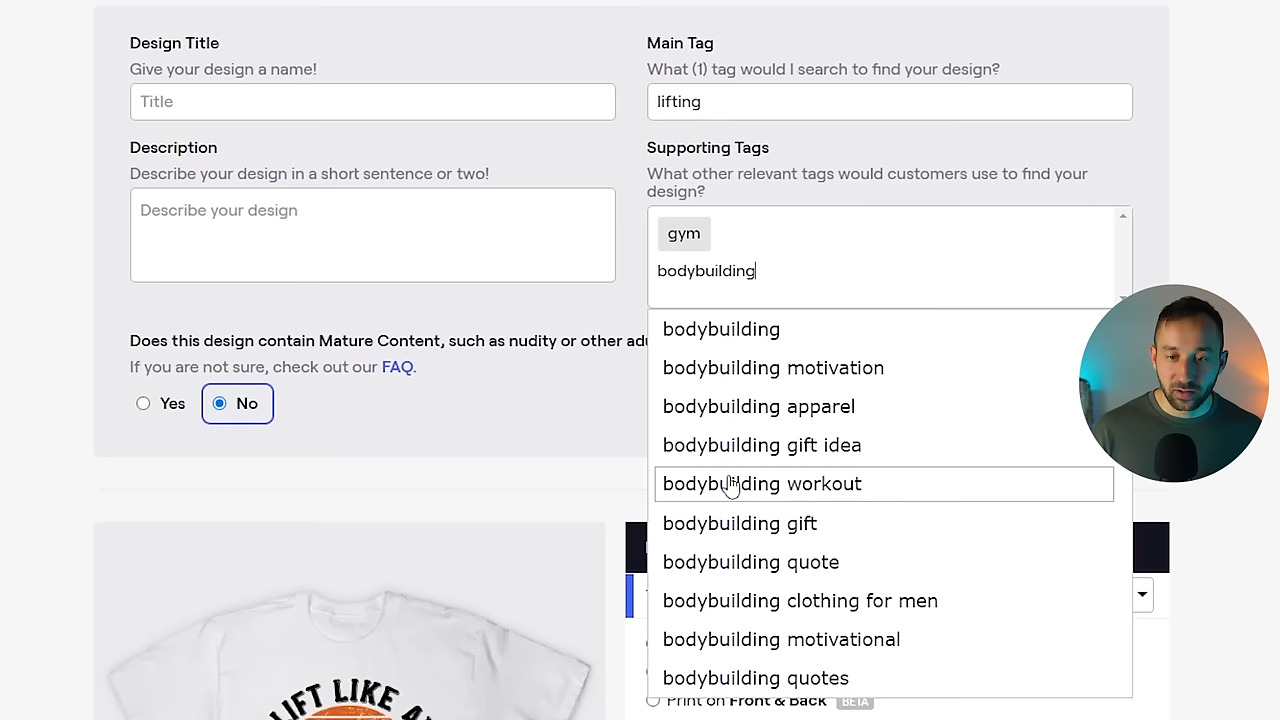 Design Title
Give your design a name!
Title
Description
Describe your design in a short sentence or two!
Describe your design
Does this design contain Mature Content, such as nudity or other
If you are not sure, check out our FAQ.
Yes
No
Main Tag
What (1) tag would I search to find your design?
lifting
Supporting Tags
What other relevant tags would customers use to find your
design?
gym
bodybuilding
bodybuilding
bodybuilding motivation
bodybuilding apparel
bodybuilding gift idea
bodybuilding workout
bodybuilding gift
bodybuilding quote
bodybuilding clothing for men
bodybuilding motivational
bodybuilding quotes
Print on Front & Back BETA
LIFT LIKE